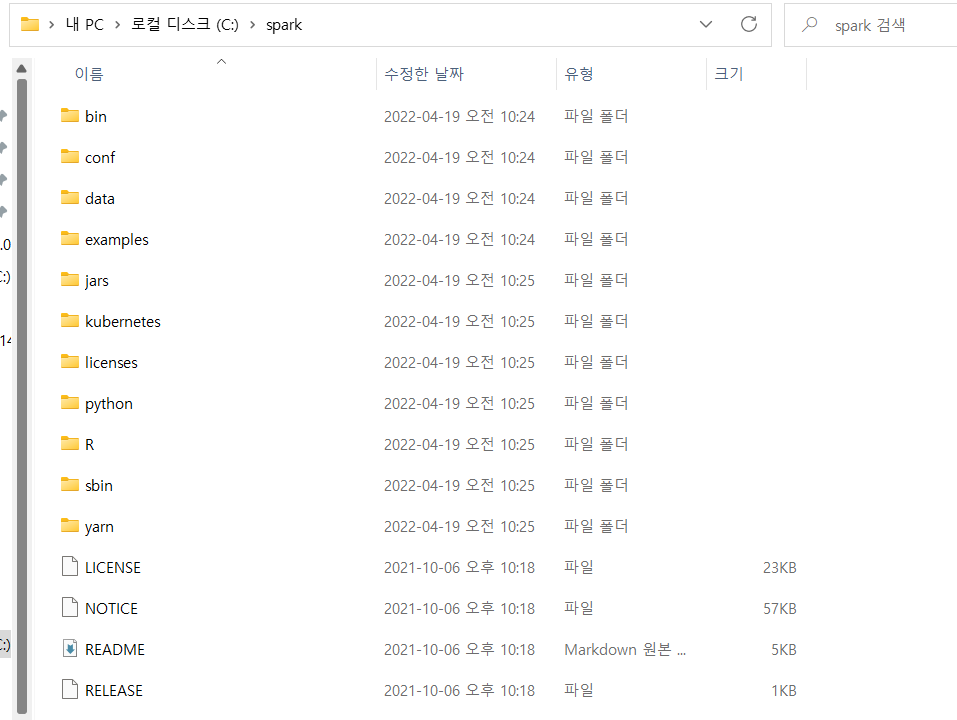 내 PC > 로컬 디스크 (C:) > spark
spark 검색
이름 수정한 날짜 유형 크기
bin 2022-04-19 오전 10:24 파일 폴더
conf 2022-04-19 오전 10:24 파일 폴더
data 2022-04-19 오전 10:24 파일 폴더
examples 2022-04-19 오전 10:24 파일 폴더
.0
jars 2022-04-19 오전 10:25 파일 폴더
:)
kubernetes 2022-04-19 오전 10:25 파일 폴더
14
licenses 2022-04-19 오전 10:25 파일 폴더
python 2022-04-19 오전 10:25 파일 폴더
R 2022-04-19 오전 10:25 파일 폴더
sbin 2022-04-19 오전 10:25 파일 폴더
yarn 2022-04-19 오전 10:25 파일 폴더
LICENSE 2021-10-06 오후 10:18 파일 23KB
NOTICE 2021-10-06 오후 10:18 파일 57KB
:)
README 2021-10-06 오후 10:18 Markdown 원본 ... 5KB
RELEASE 2021-10-06 오후 10:18 파일 1KB